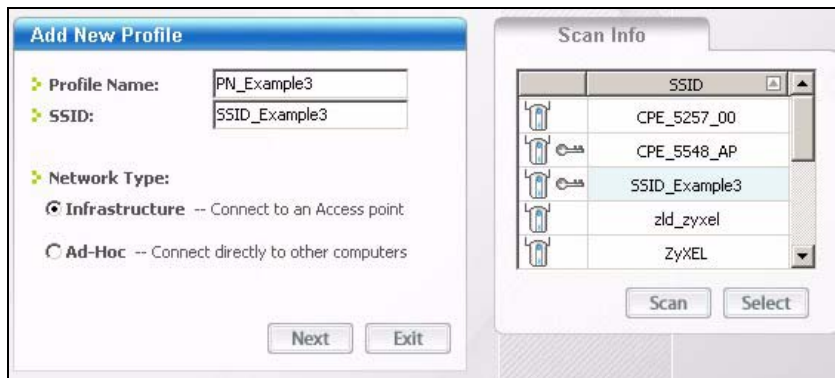 Add New Profile
Profile Name: PN_Example3
SSID: SSID_Example3
Network Type:
Infrastructure -- Connect to an Access point
Ad-Hoc -- Connect directly to other computers
Next Exit
Scan Info
SSID
CPE_5257_00
CPE_5548_AP
SSID_Example3
zld_zyxel
ZyXEL
Scan Select